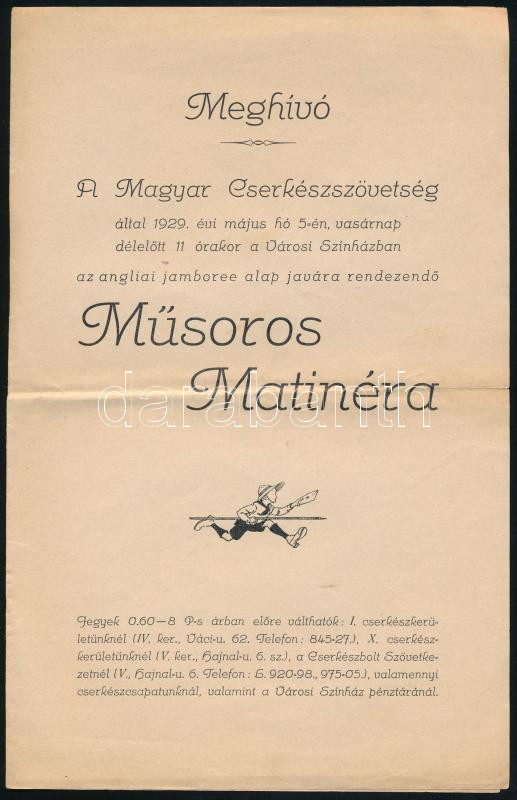 Meghívó
A Magyar Cserkészszövetség
által 1929. évi május hó 5-én, vasárnap
délelőtt 11 órakor a Városi Színházban
az angliai jamboree alap javára rendezendő
Műsoros
Matinéra
darabanth
Jegyek 0.60—8 P-s árban előre válthatók: I. cserkészkerü-
letünknél (IV. ker., Váci-u. 62. Telefon: 845-27.), X. cserkész-
kerületünknél (V. ker., Hajnal-u. 6. sz.), a Cserkészbolt Szövetke-
zetnél (V., Hajnal-u. 6. Telefon: L. 920-98., 975-05.), valamennyi
cserkészcsapatunknál, valamint a Városi Színház pénztáránál.